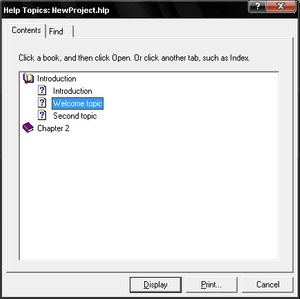 Help Topics: NewProject.hlp
Contents
Find
Click a book, and then click Open. Or click another tab, such as Index.
Introduction
Introduction
Welcome topic
Second topic
Chapter 2
Display
Print...
Cancel